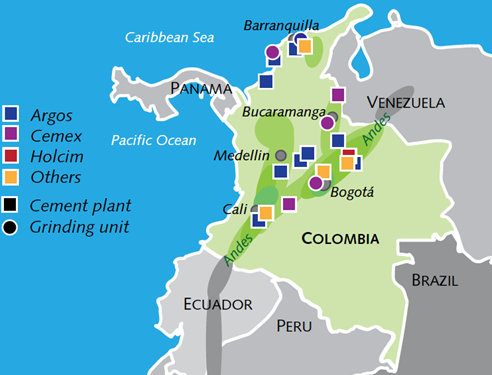 Barranquilla
Caribbean Sea
PANAMA
VENEZUELA
Bucaramanga
Argos
Cemex
Holcim
Others
Pacific Ocean
Andes
Medellin
Bogotá
Cement plant
Grinding unit
Cali
COLOMBIA
Andes
BRAZIL
ECUADOR
PERU